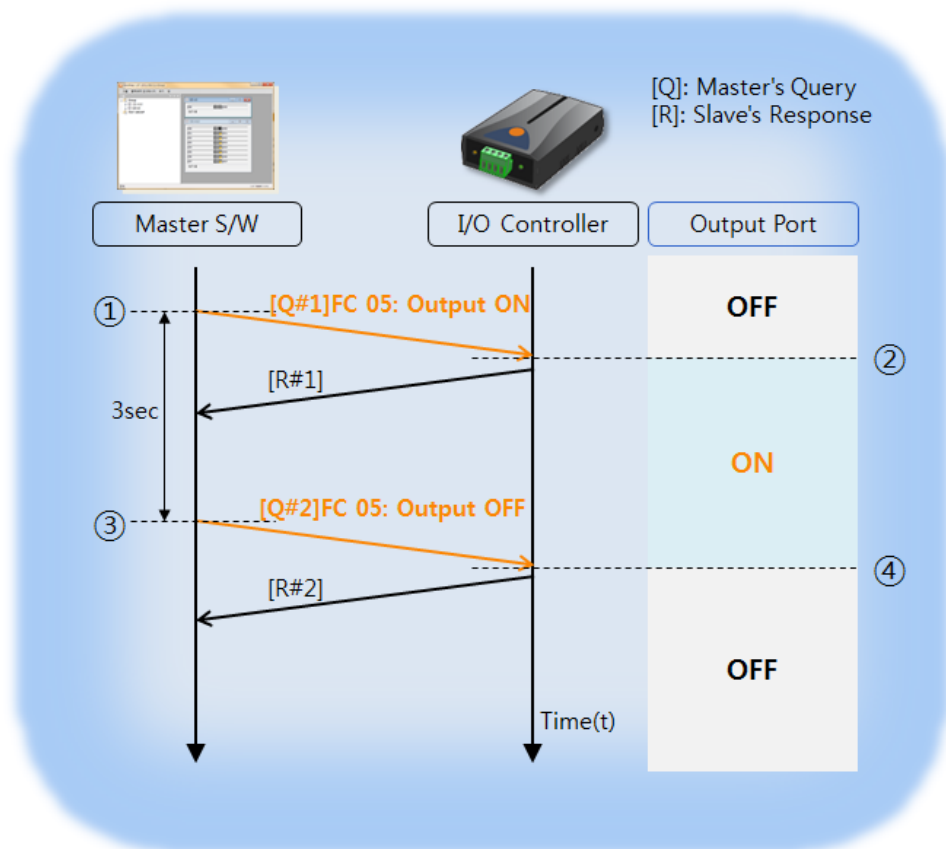 [Q]: Master's Query
[R]: Slave's Response
Master S/W
I/O Controller
Output Port
①
[Q#1]FC 05: Output ON
OFF
②
[R#1]
3sec
ON
③
[Q#2]FC 05: Output OFF
④
[R#2]
OFF
Time(t)